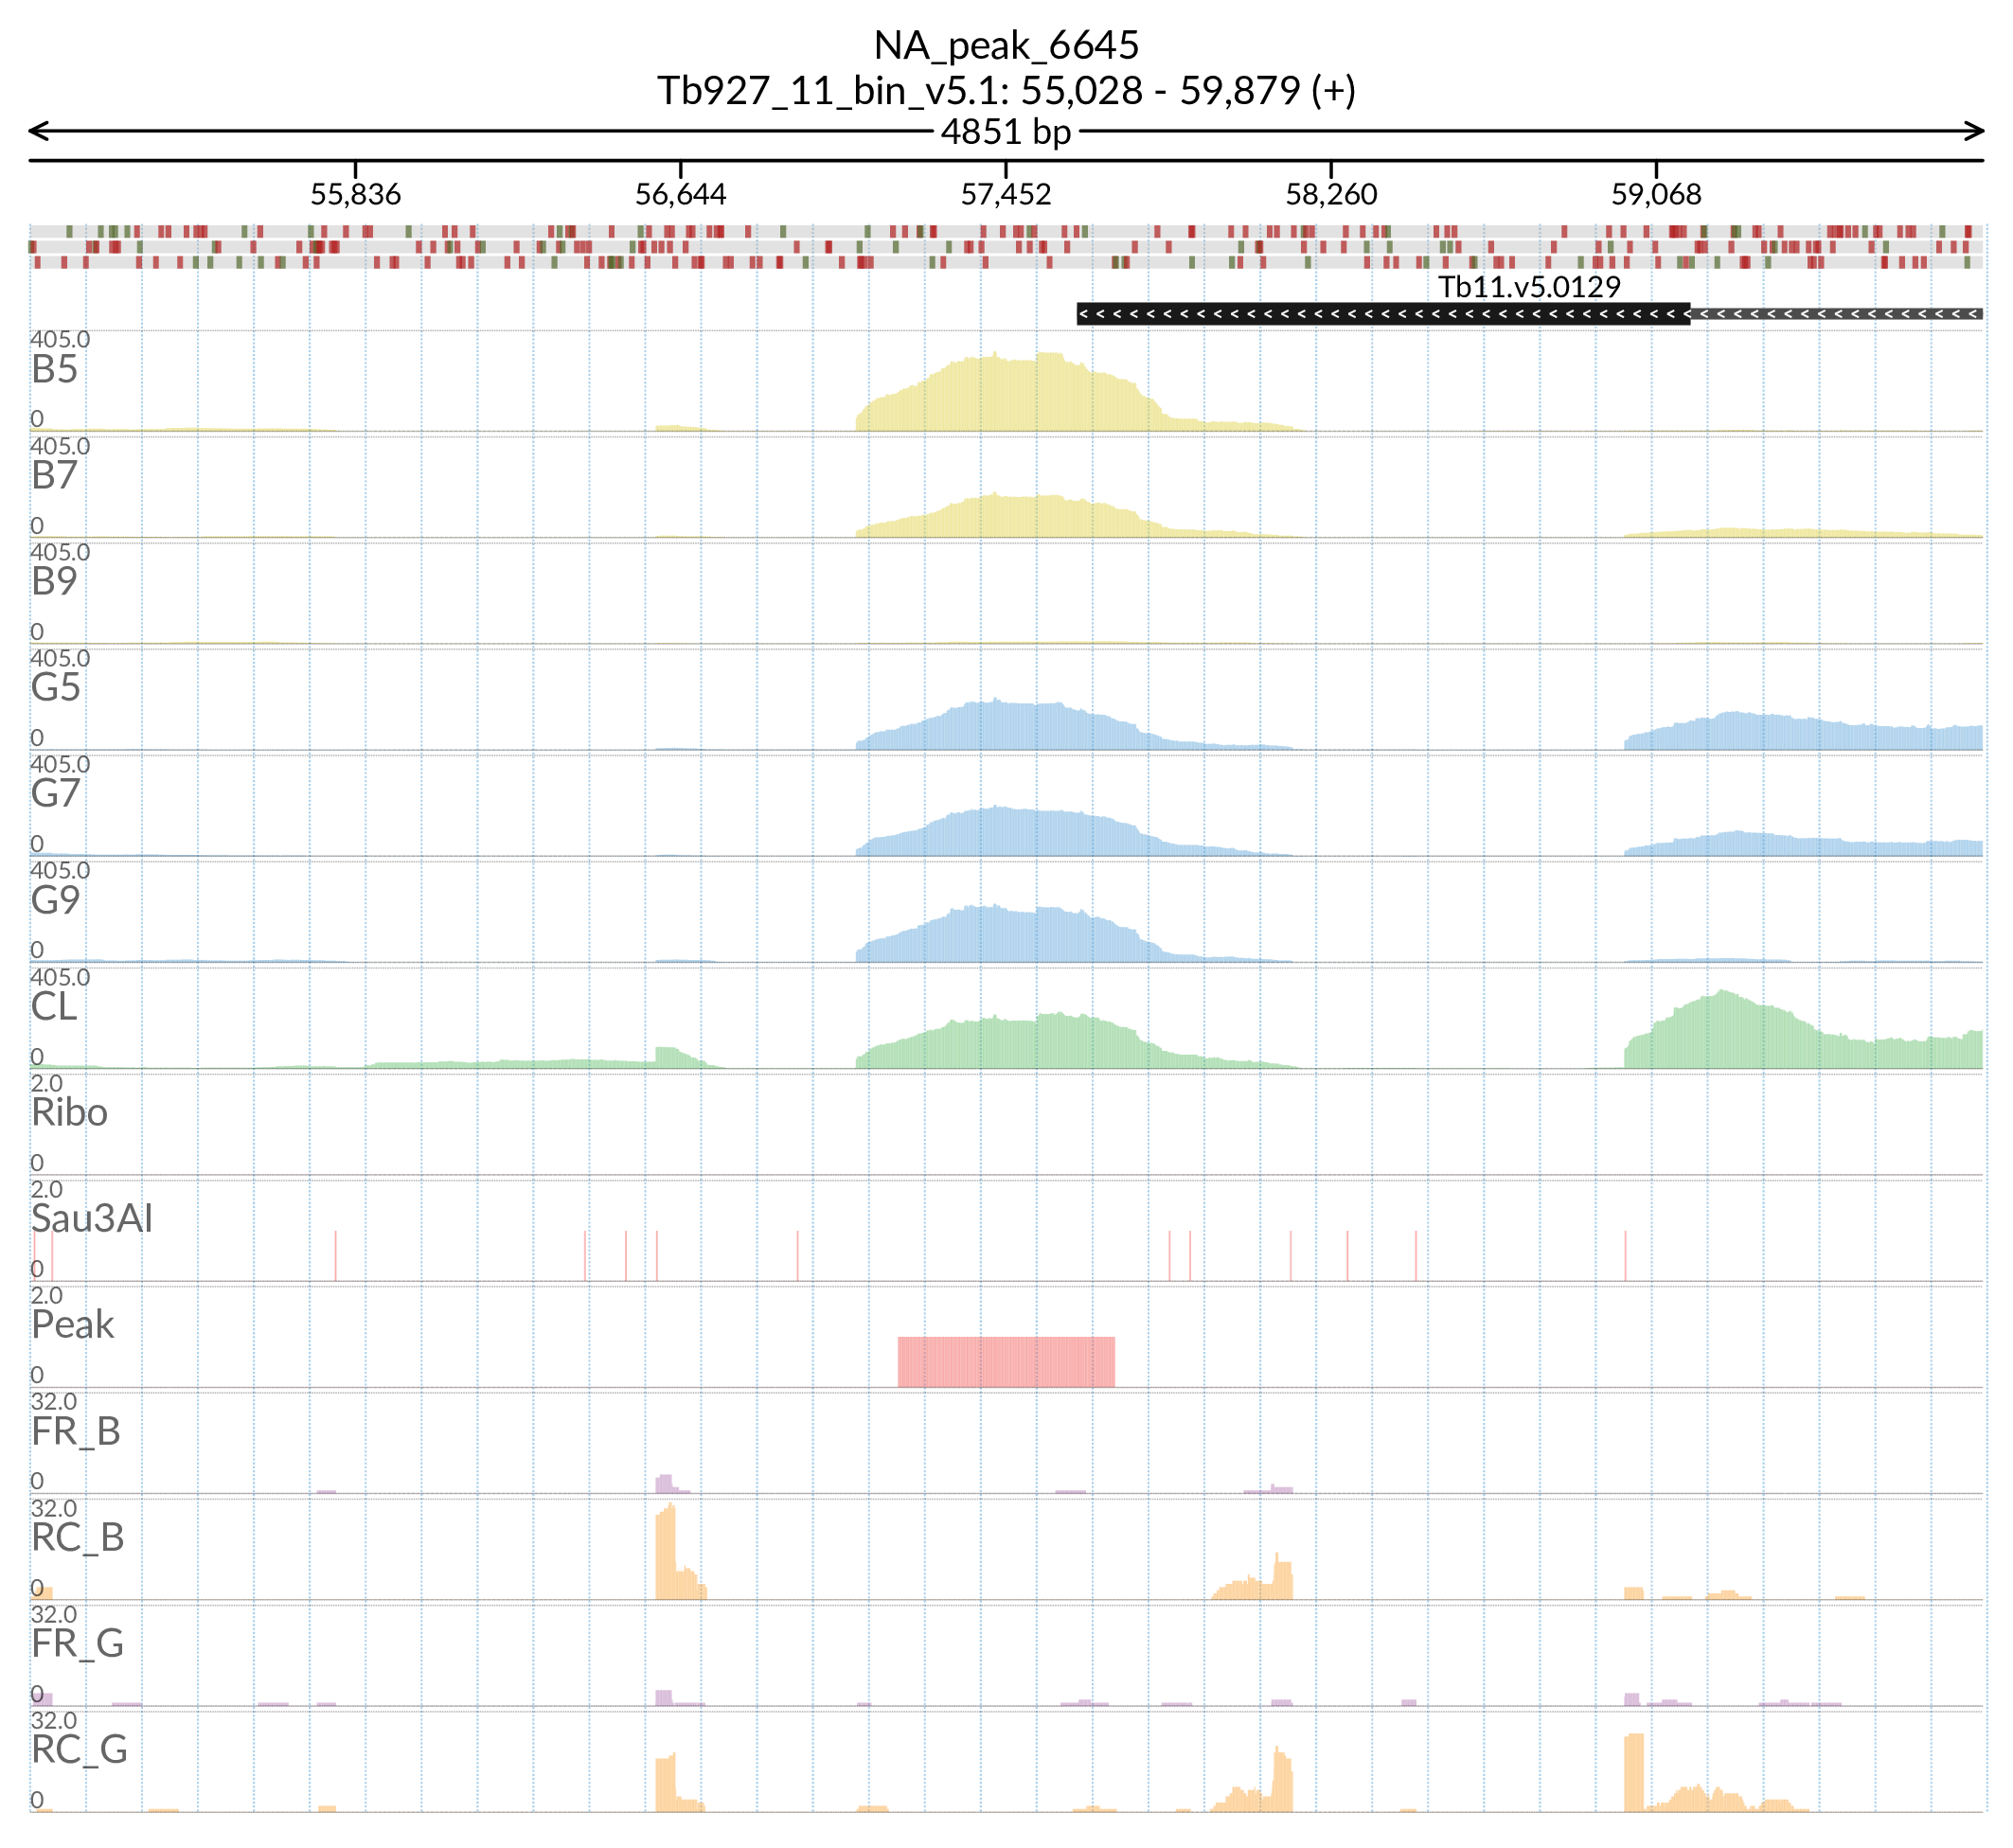 NA_peak_6645
Tb927_11_bin_v5.1: 55,028 - 59,879 (+)
4851 bp
55,836 56,644 57,452 58,260 59,068
Tb11.v5.0129
405.0
B5
0
405.0
B7
0
405.0
B9
0
405.0
G5
0
405.0
G7
0
405.0
G9
0
405.0
CL
0
2.0
Ribo
0
2.0
Sau3AI
0
2.0
Peak
0
32.0
FR_B
0
32.0
RC_B
0
32.0
FR_G
0
32.0
RC_G
0